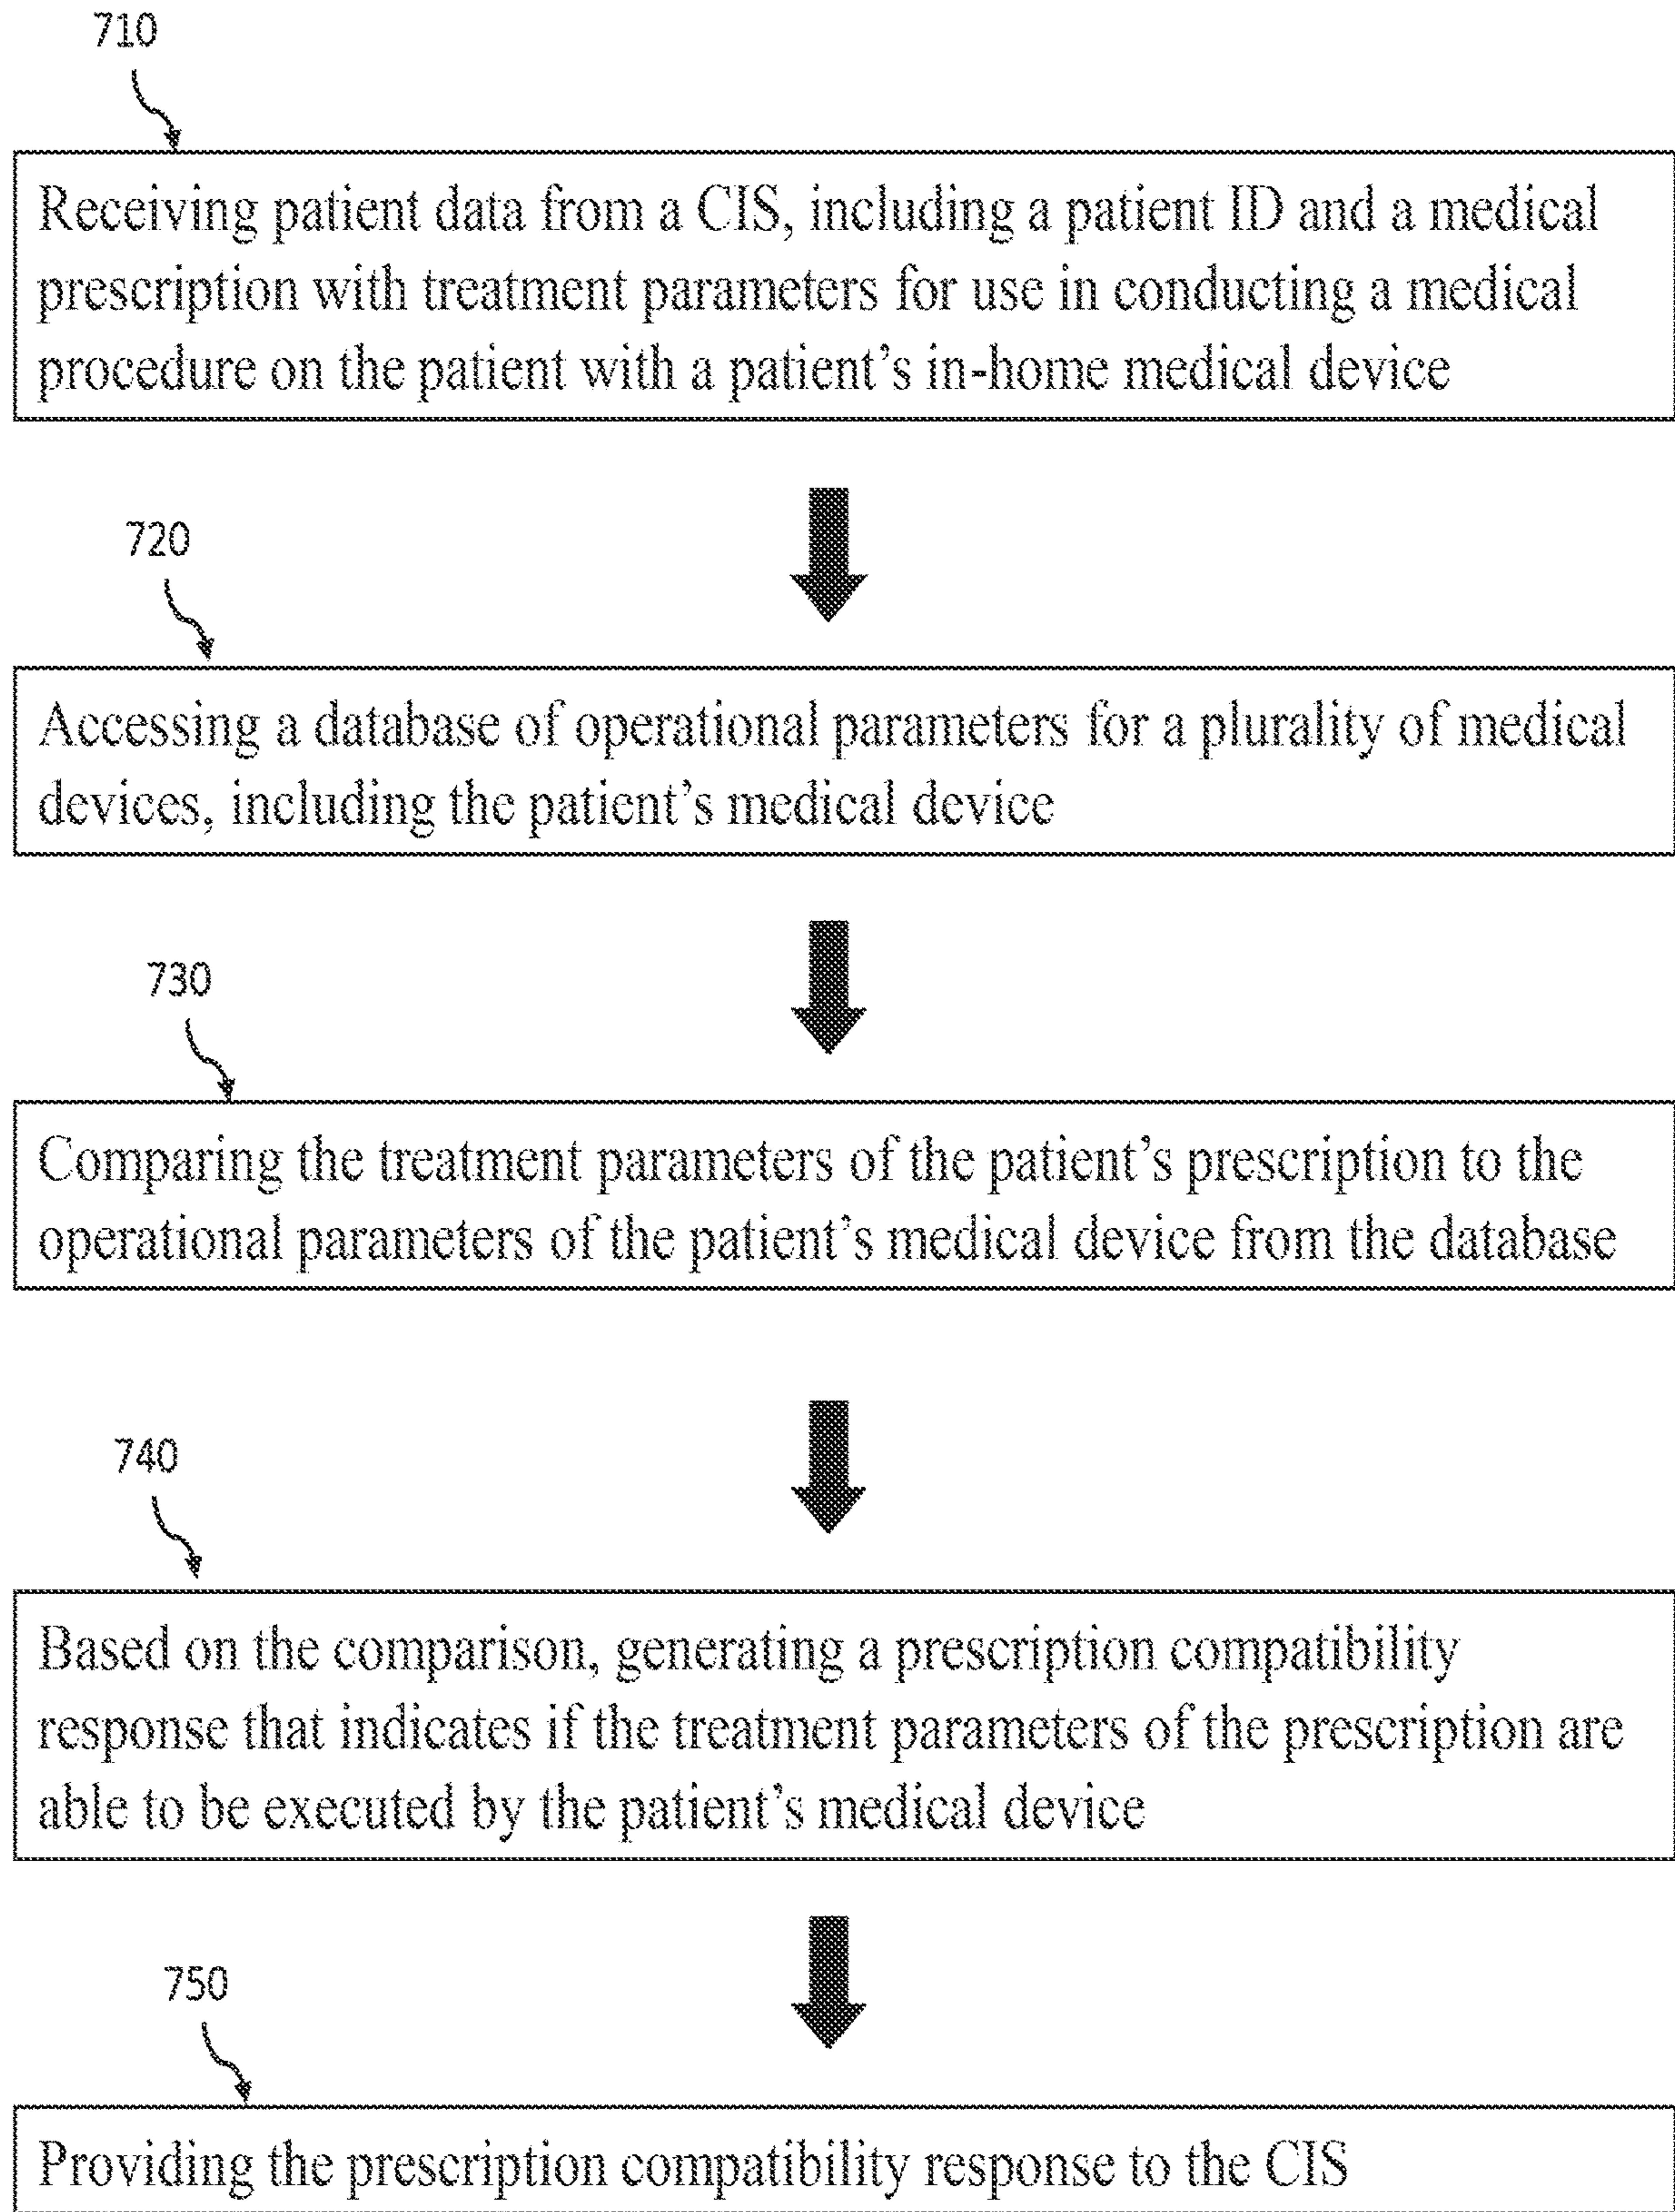 710
Receiving patient data from a CIS, including a patient ID and a medical
prescription with treatment parameters for use in conducting a medical
procedure on the patient with a patient’s in-home medical device
720
Accessing a database of operational parameters for a plurality of medical
devices, including the patient’s medical device
730
Comparing the treatment parameters of the patient’s prescription to the
operational parameters of the patient’s medical device from the database
740
Based on the comparison, generating a prescription compatibility
response that indicates if the treatment parameters of the prescription are
able to be executed by the patient’s medical device
750
Providing the prescription compatibility response to the CIS